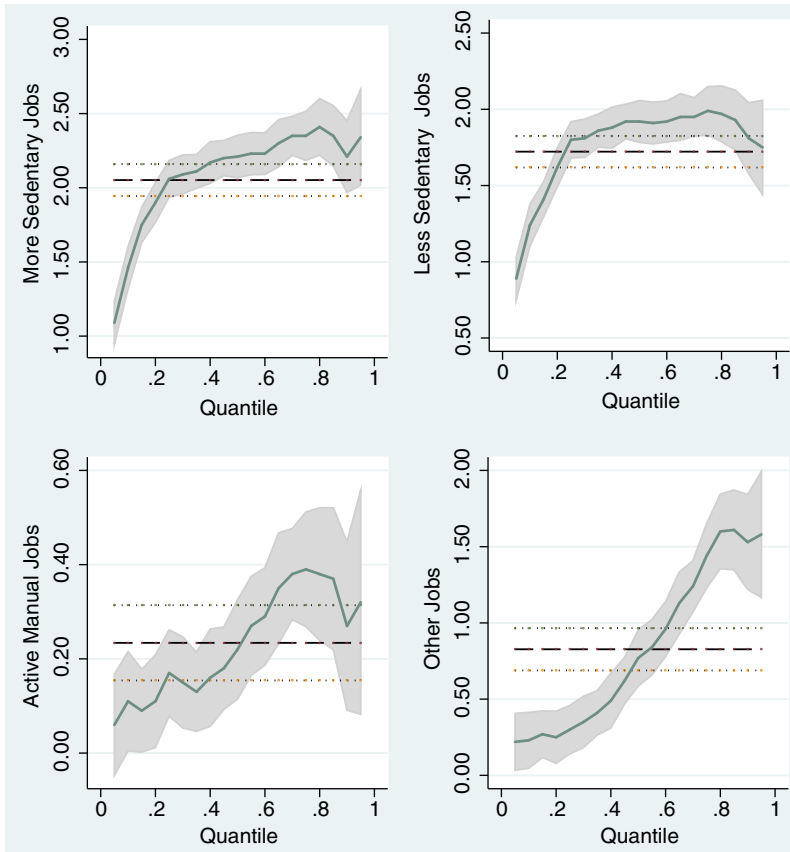 More Sedentary Jobs
3.00
2.50
2.00
1.50
1.00
0 .2 .4 .6 .8 1
Quantile
Less Sedentary Jobs
2.50
2.00
1.50
1.00
0.50
0 .2 .4 .6 .8 1
Quantile
Active Manual Jobs
0.60
0.40
0.20
0.00
0 .2 .4 .6 .8 1
Quantile
Other Jobs
2.00
1.50
1.00
0.50
0.00
0 .2 .4 .6 .8 1
Quantile